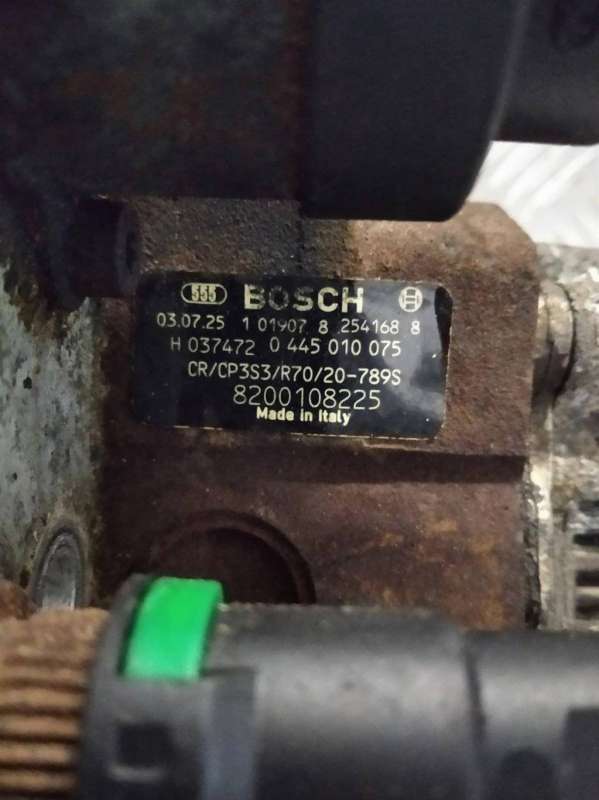 555 BOSCH
03.07.25 1 01907 8 254168 8
H 037472 0 445 010 075
CR/CP3S3/R70/20-789S
8200108225
Made in Italy